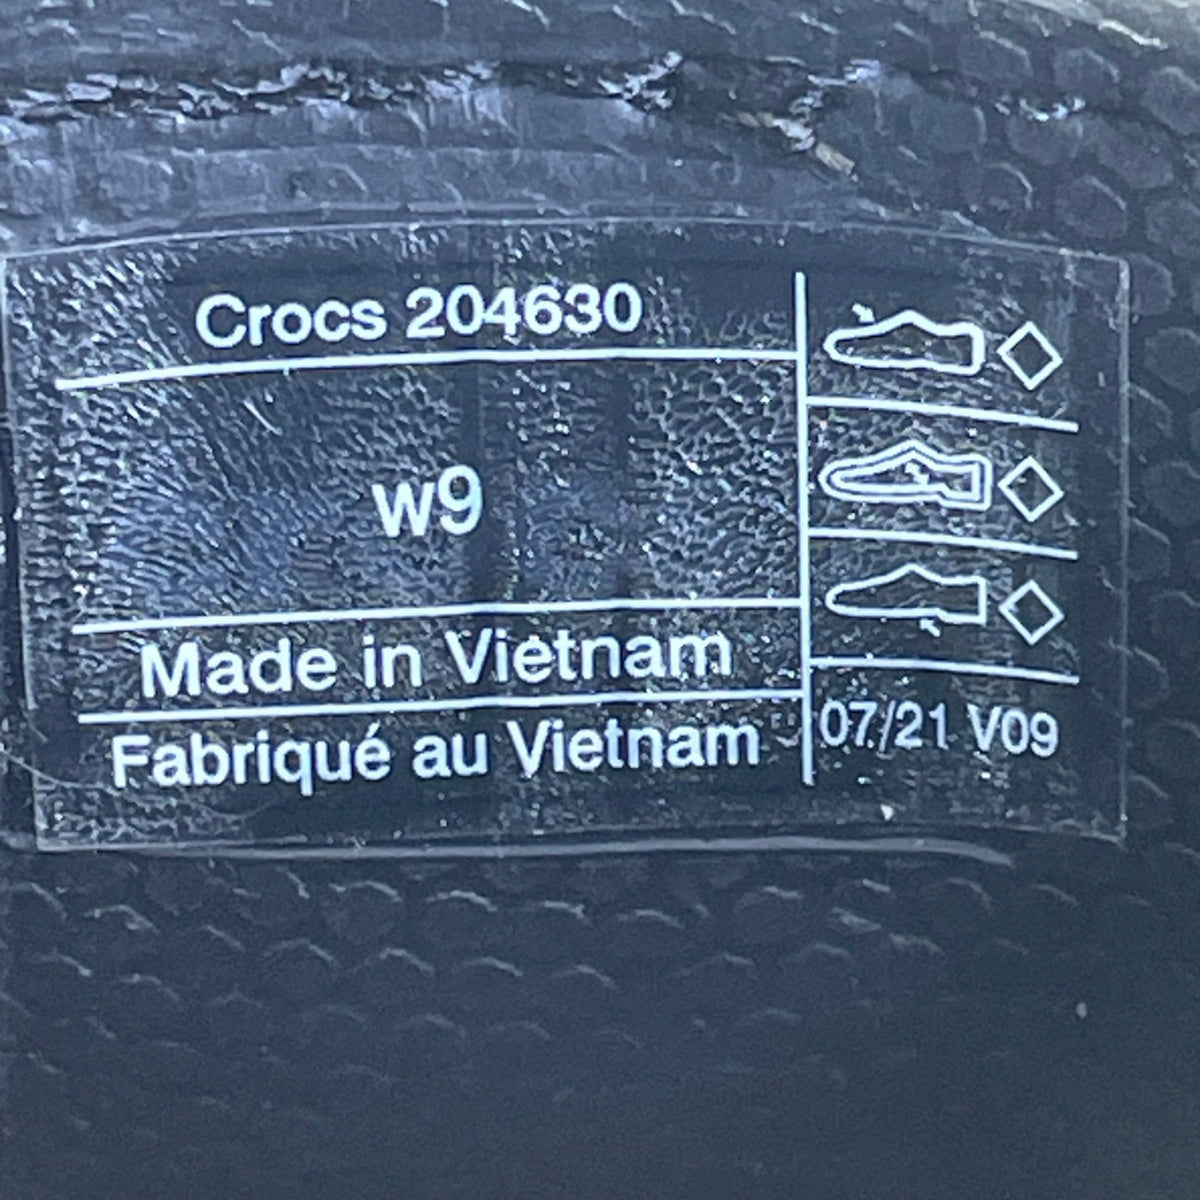 Crocs 204630
w9
Made in Vietnam
Fabriqué au Vietnam
07/21 V09